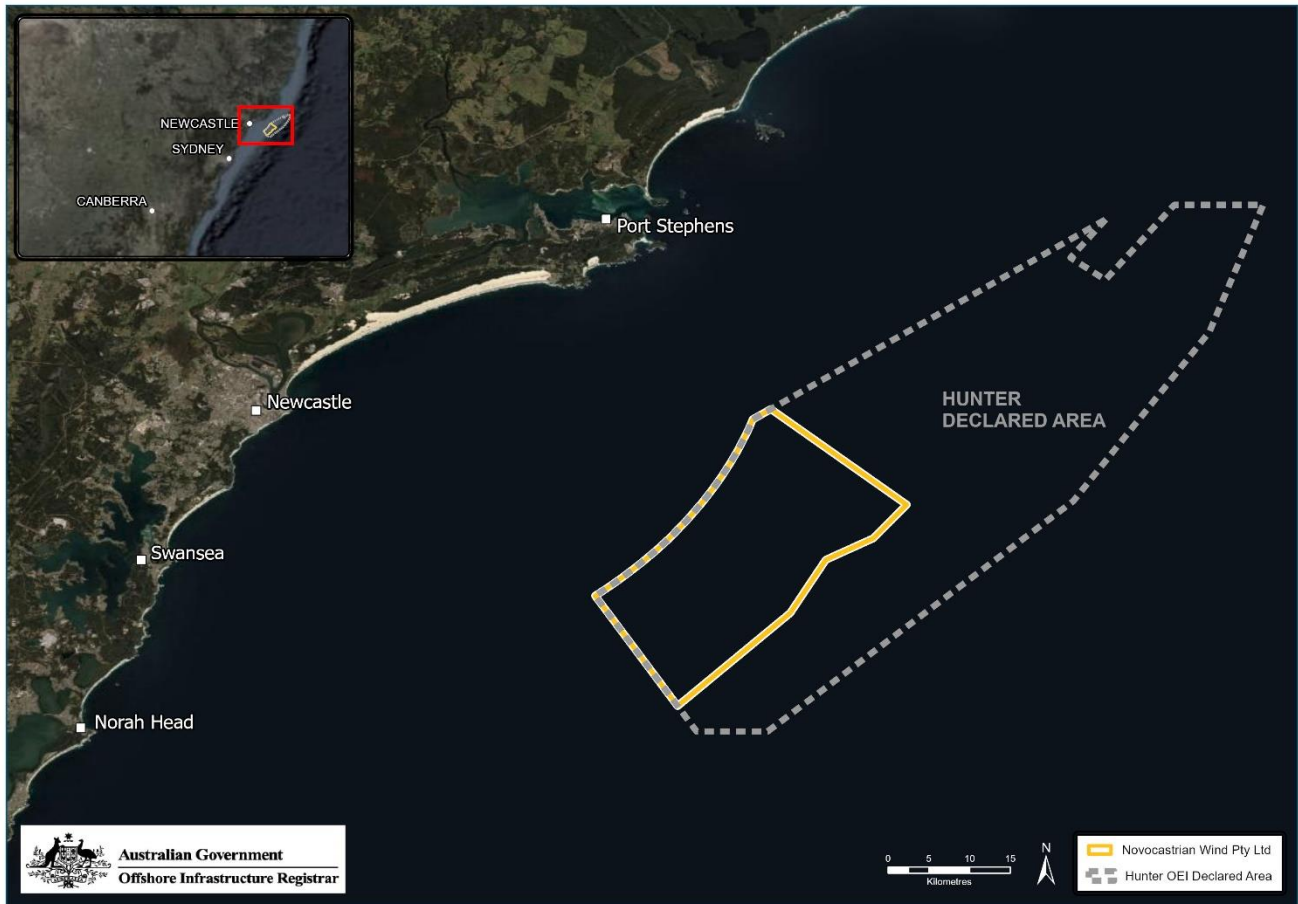 NEWCASTLE
SYDNEY
CANBERRA
Port Stephens
HUNTER
DECLARED AREA
Newcastle
Swansea
Norah Head
Australian Government
Offshore Infrastructure Registrar
0 5 10 15
Kilometres
N
Novocastrian Wind Pty Ltd
Hunter OEI Declared Area